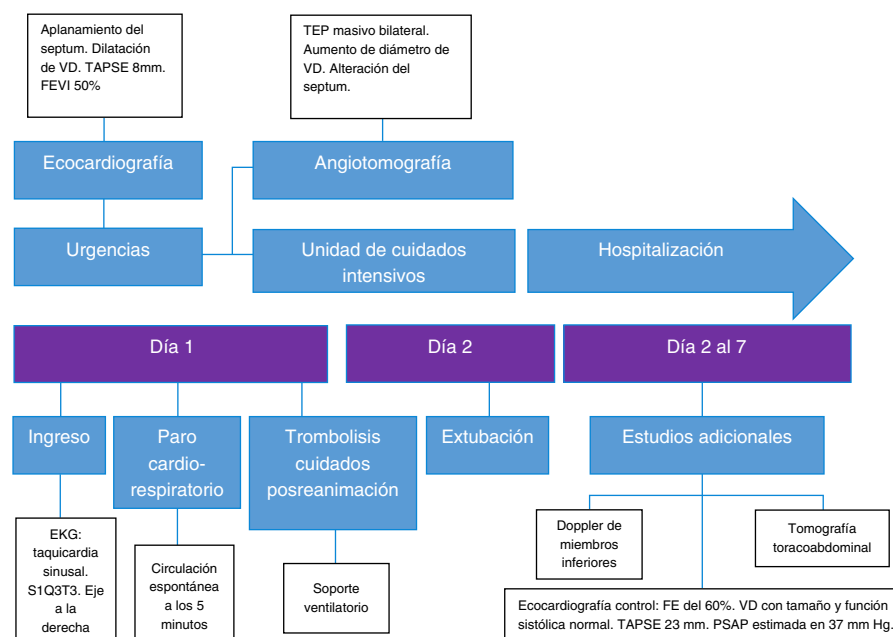 Aplanamiento del
septum. Dilatación
de VD. TAPSE 8mm.
FEVI 50%
TEP masivo bilateral.
Aumento de diámetro de
VD. Alteración del
septum.
Ecocardiografía
Angiotomografía
Urgencias
Unidad de cuidados
intensivos
Hospitalización
Día 1
Día 2
Día 2 al 7
Ingreso
Paro
cardio-
respiratorio
Trombolisis
cuidados
posreanimación
Extubación
Estudios adicionales
EKG:
taquicardia
sinusal.
S1Q3T3. Eje
a la
derecha
Circulación
espontánea
a los 5
minutos
Soporte
ventilatorio
Doppler de
miembros
inferiores
Tomografía
toracoabdominal
Ecocardiografía control: FE del 60%. VD con tamaño y función
sistólica normal. TAPSE 23 mm. PSAP estimada en 37 mm Hg.